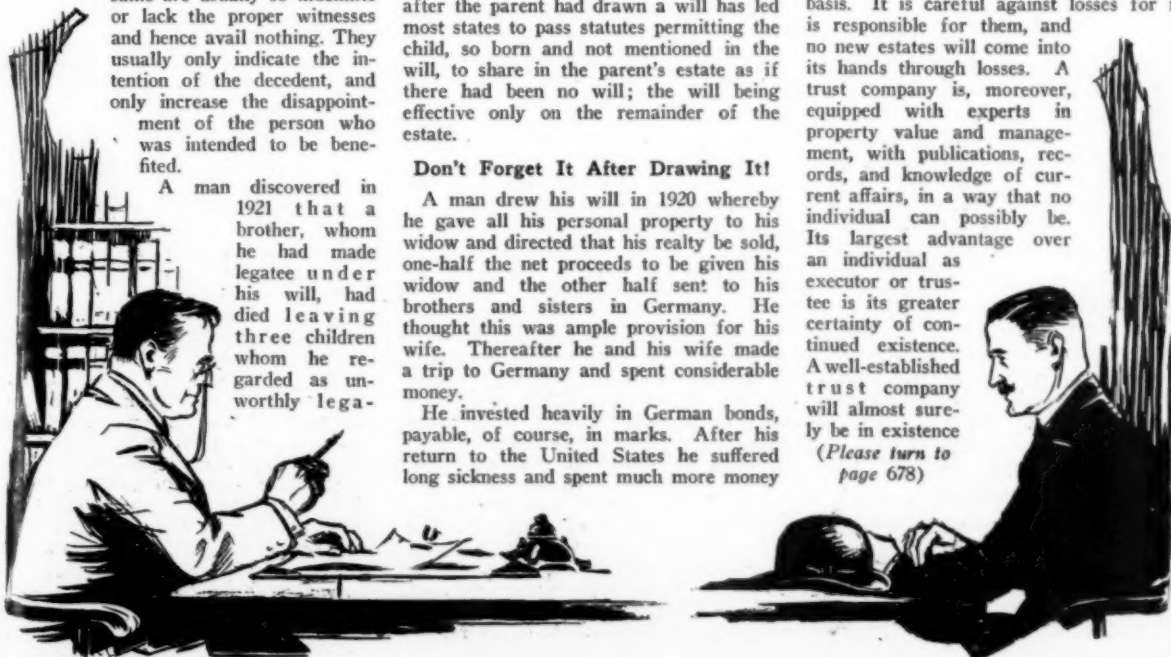 or lack the proper witnesses
and hence avail nothing. They
usually only indicate the in-
tention of the decedent, and
only increase the disappoint-
ment of the person who
was intended to be bene-
fited.
A man discovered in
1921 that a
brother, whom
he had made
legatee under
his will, had
died leaving
three children
whom he re-
garded as un-
worthy lega-
after the parent had drawn a will has led
most states to pass statutes permitting the
child, so born and not mentioned in the
will, to share in the parent's estate as if
there had been no will; the will being
effective only on the remainder of the
estate.
Don't Forget It After Drawing It!
A man drew his will in 1920 whereby
he gave all his personal property to his
widow and directed that his realty be sold,
one-half the net proceeds to be given his
widow and the other half sent to his
brothers and sisters in Germany. He
thought this was ample provision for his
wife. Thereafter he and his wife made
a trip to Germany and spent considerable
money.
He invested heavily in German bonds,
payable, of course, in marks. After his
return to the United States he suffered
long sickness and spent much more money
basis. It is careful against losses for
is responsible for them, and
no new estates will come into
its hands through losses. A
trust company is, moreover,
equipped with experts in
property value and manage-
ment, with publications, rec-
ords, and knowledge of cur-
rent affairs, in a way that no
individual can possibly be.
Its largest advantage over
an individual as
executor or trus-
tee is its greater
certainty of con-
tinued existence.
A well-established
trust company
will almost sure-
ly be in existence
(Please turn to
page 678)